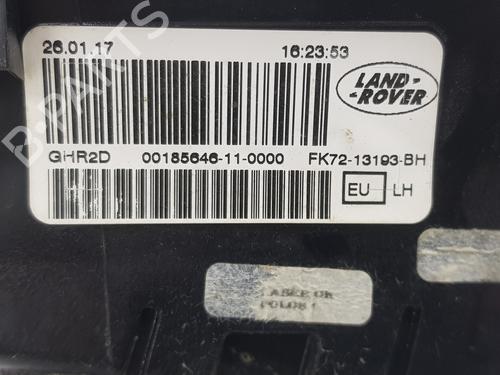 26.01.17 16:23:53
LAND-
-ROVER
GHR2D 00185646-11-0000 FK72-13193-BH
EU LH
B-PARTS